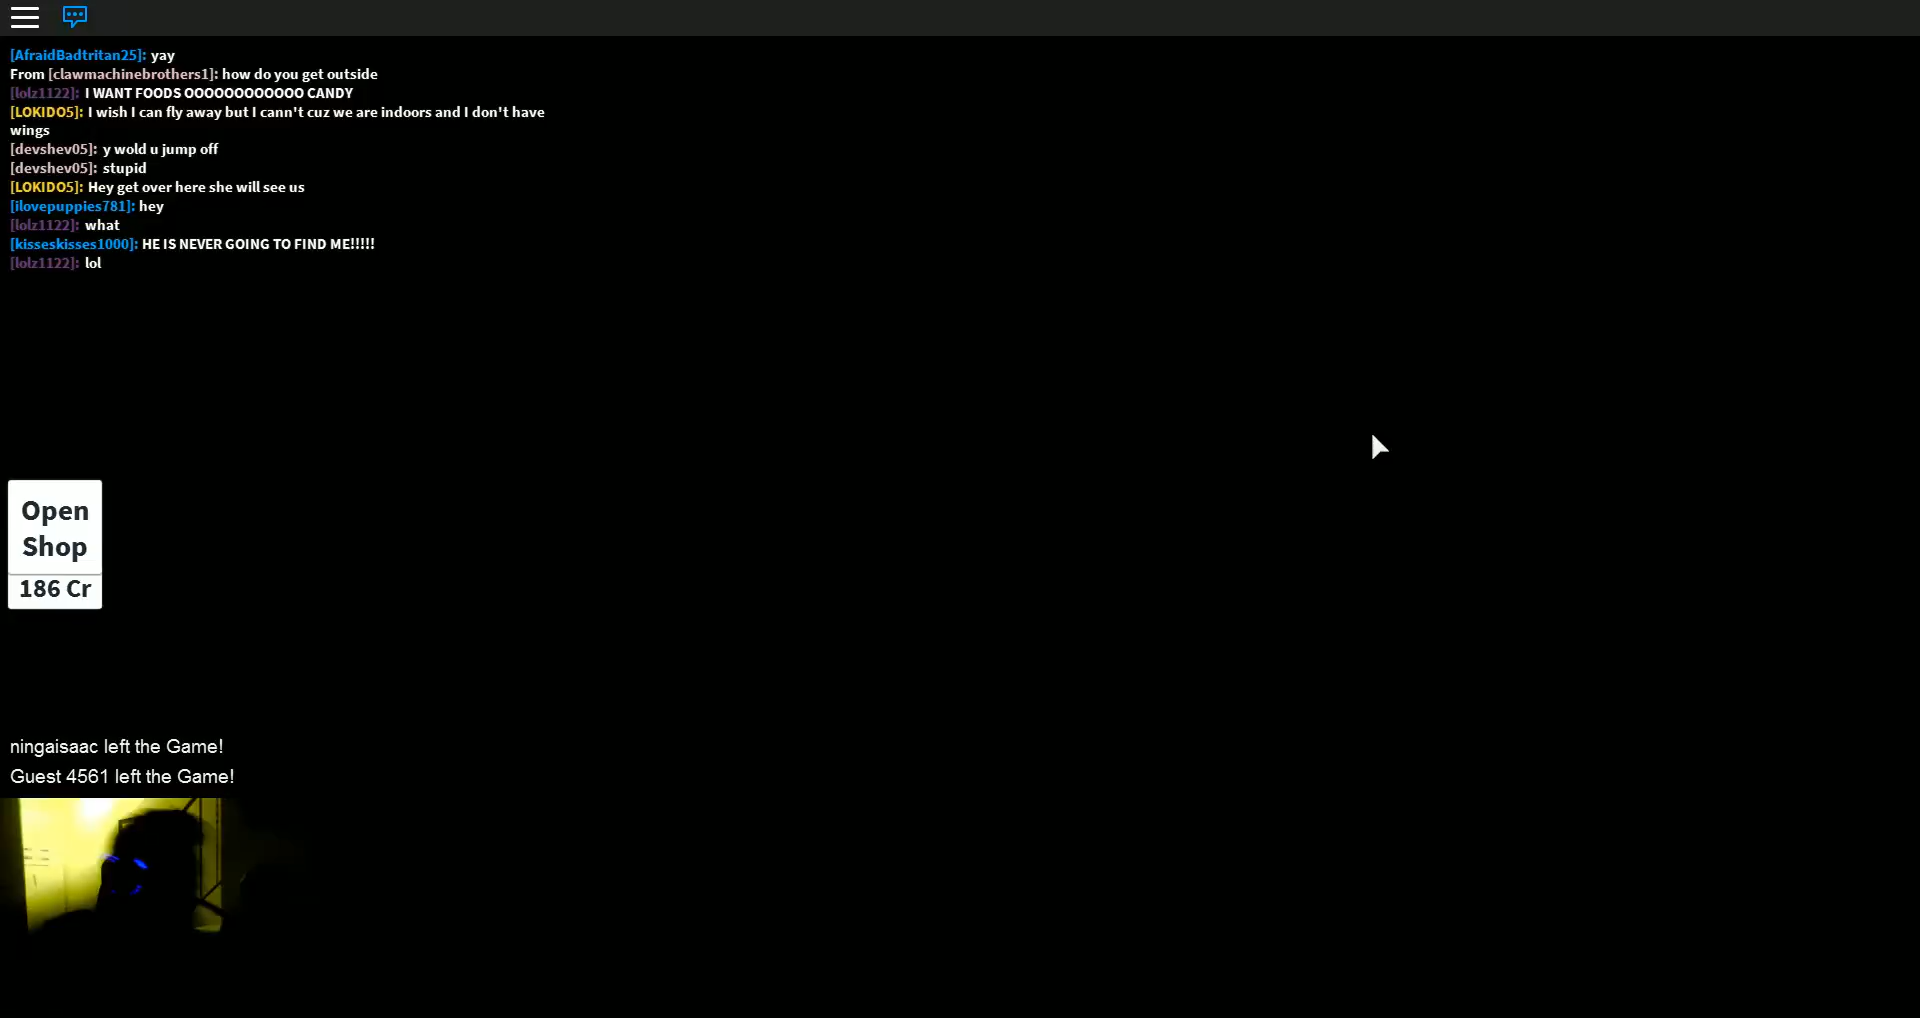 [AfraidBadtritan25]: yay
From [clawmachinebrothers1]: how do you get outside
[lolz1122]: I WANT FOODS OOOOOOOOOOOO CANDY
[LOKIDO5]: I wish I can fly away but I cann't cuz we are indoors and I don't have
wings
[devshev05]: y wold u jump off
[devshev05]: stupid
[LOKIDO5]: Hey get over here she will see us
[ilovepuppies781]: hey
[lolz1122]: what
[kisseskisses1000]: HE IS NEVER GOING TO FIND ME!!!!!
[lolz1122]: lol
Open
Shop
186 Cr
ningaisaac left the Game!
Guest 4561 left the Game!